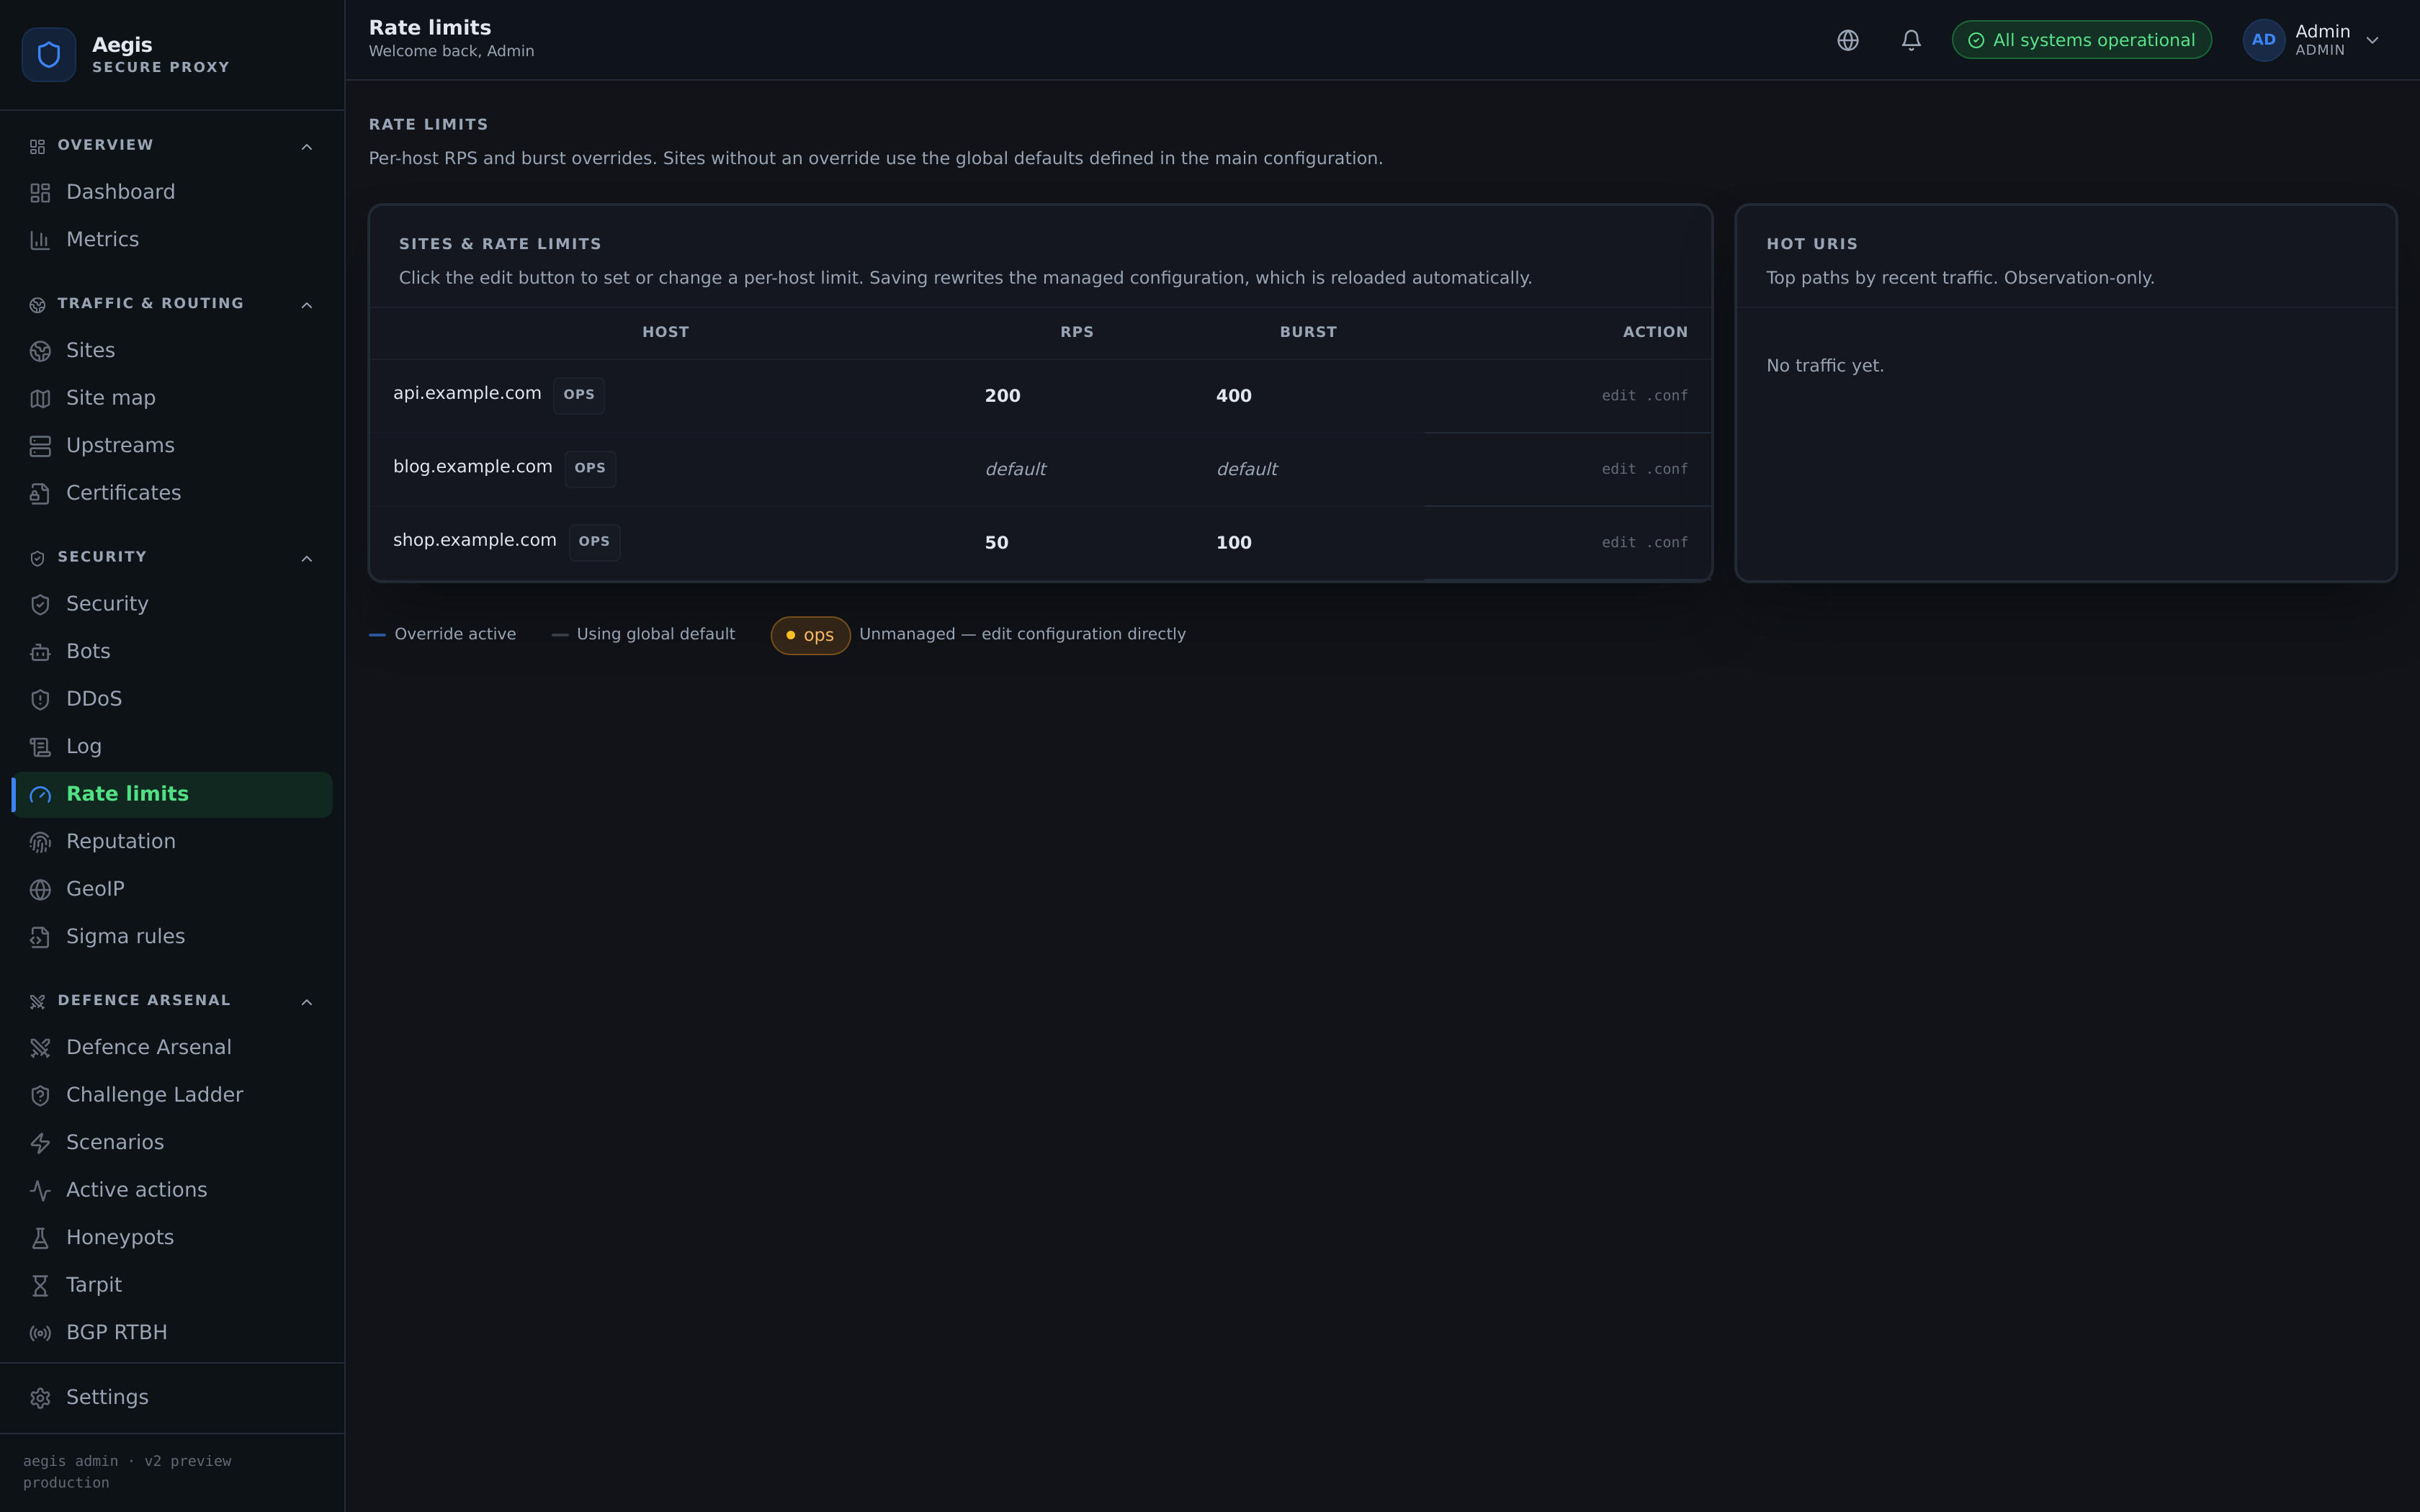 Aegis
SECURE PROXY
OVERVIEW
Dashboard
Metrics
TRAFFIC & ROUTING
Sites
Site map
Upstreams
Certificates
SECURITY
Security
Bots
DDoS
Log
Rate limits
Reputation
GeoIP
Sigma rules
DEFENCE ARSENAL
Defence Arsenal
Challenge Ladder
Scenarios
Active actions
Honeypots
Tarpit
BGP RTBH
Settings
aegis admin · v2 preview
production
Rate limits
Welcome back, Admin
All systems operational
AD
Admin
ADMIN
RATE LIMITS
Per-host RPS and burst overrides. Sites without an override use the global defaults defined in the main configuration.
SITES & RATE LIMITS
Click the edit button to set or change a per-host limit. Saving rewrites the managed configuration, which is reloaded automatically.
HOST RPS BURST ACTION
api.example.com OPS 200 400 edit .conf
blog.example.com OPS default default edit .conf
shop.example.com OPS 50 100 edit .conf
HOT URIS
Top paths by recent traffic. Observation-only.
No traffic yet.
Override active Using global default ops Unmanaged — edit configuration directly